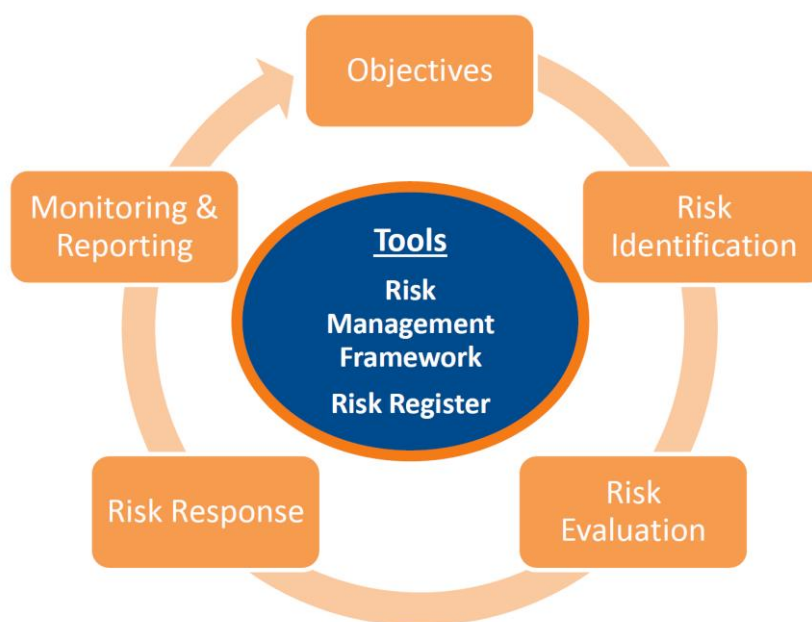 Objectives
Risk
Identification
Risk
Evaluation
Risk Response
Monitoring &
Reporting
Tools
Risk
Management
Framework
Risk Register